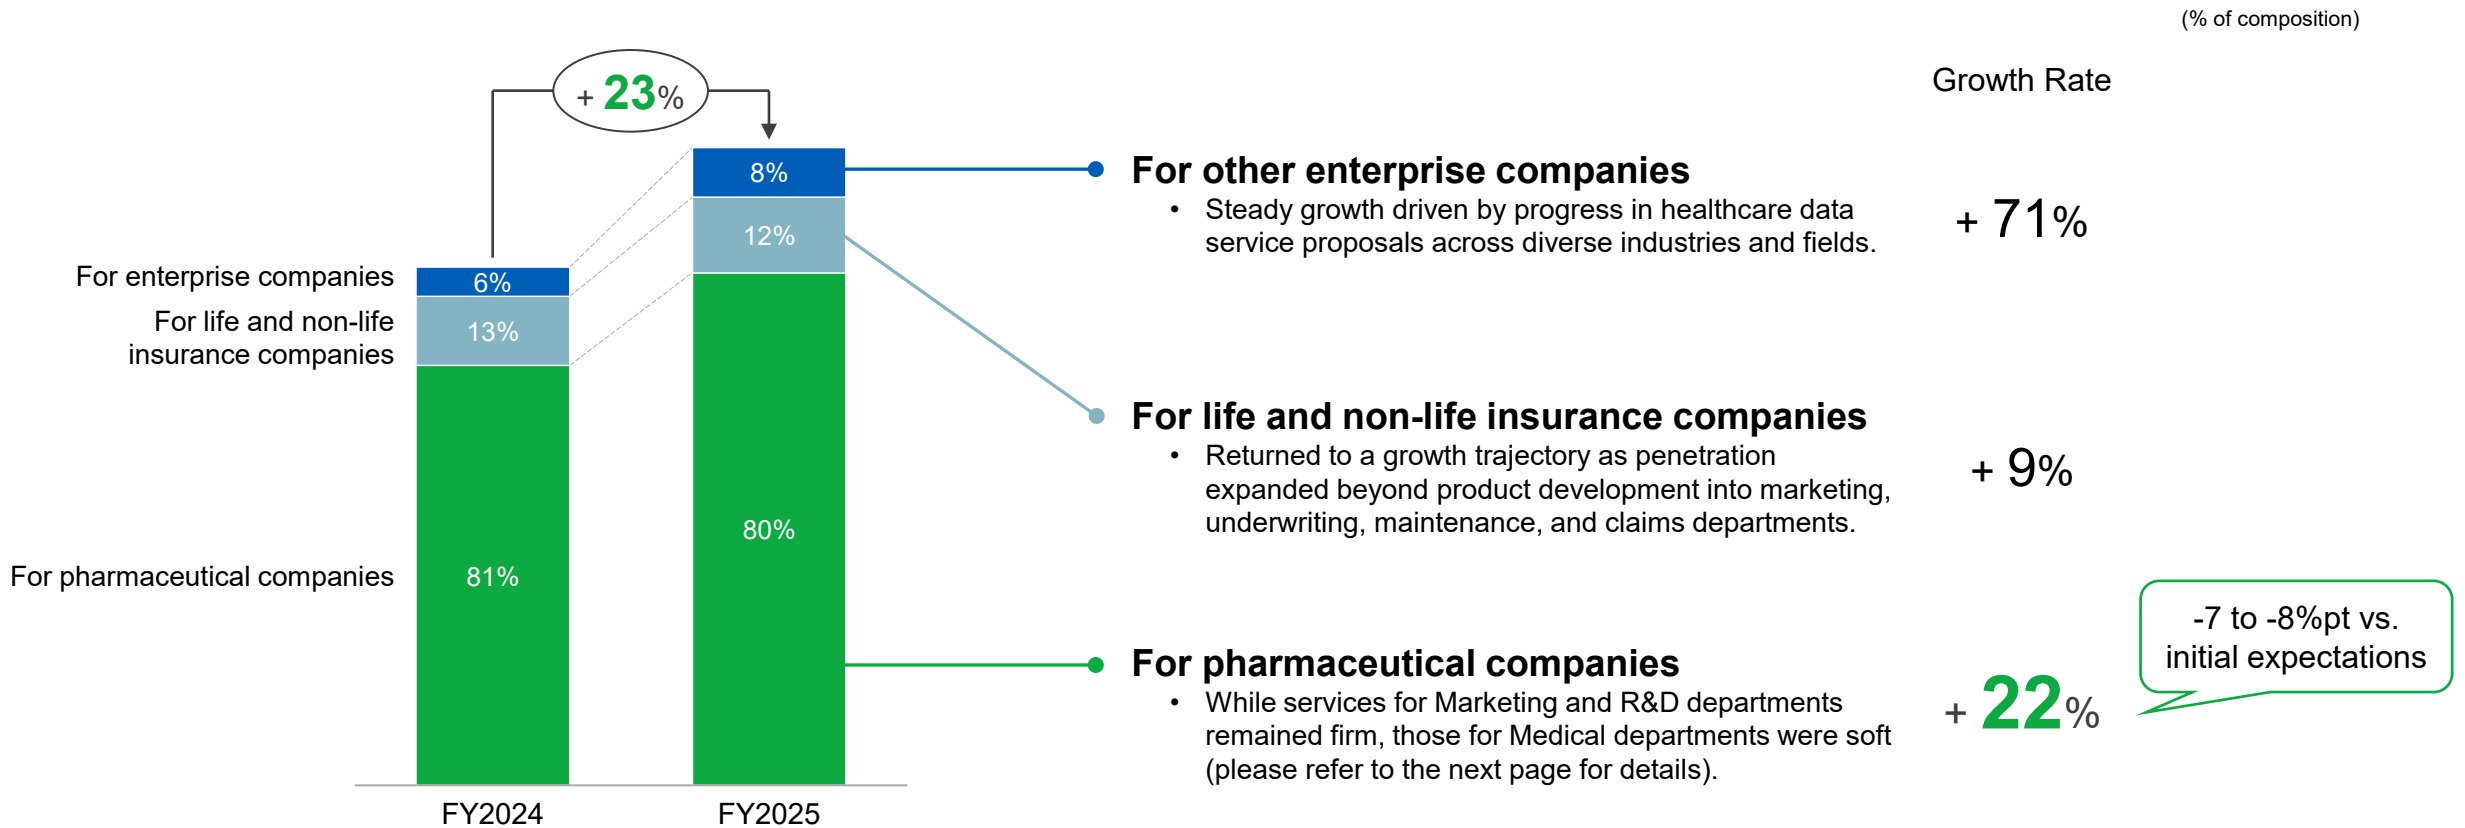 (% of composition)
Growth Rate
+ 23%
For enterprise companies
For life and non-life
insurance companies
For pharmaceutical companies
6%
13%
81%
8%
12%
80%
FY2024
FY2025
For other enterprise companies
• Steady growth driven by progress in healthcare data
service proposals across diverse industries and fields.
+ 71%
For life and non-life insurance companies
• Returned to a growth trajectory as penetration
expanded beyond product development into marketing,
underwriting, maintenance, and claims departments.
+ 9%
For pharmaceutical companies
• While services for Marketing and R&D departments
remained firm, those for Medical departments were soft
(please refer to the next page for details).
+ 22%
-7 to -8%pt vs.
initial expectations